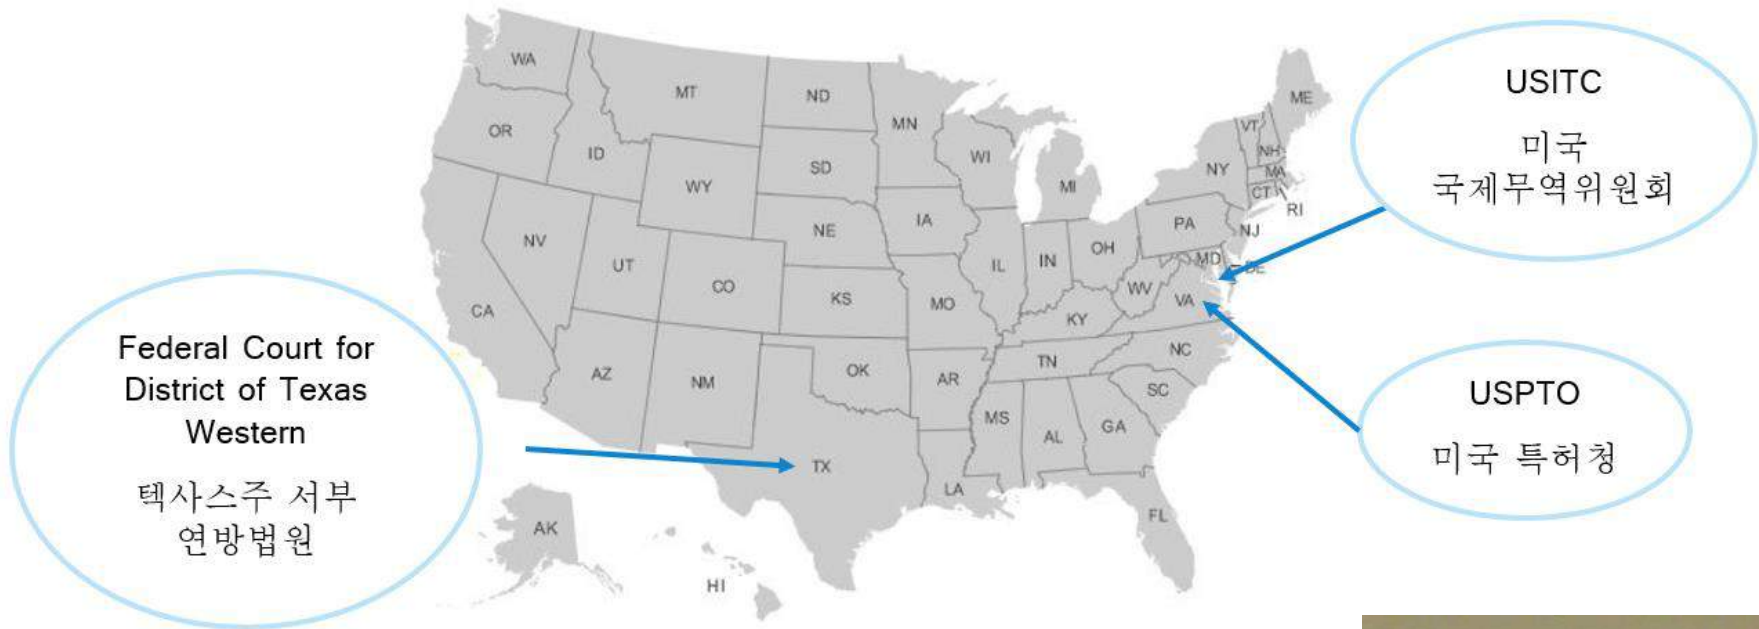 USITC
미국
국제무역위원회
WA
MT
ND
MN
ME
OR
ID
SD
WI
VT
NH
NY
MA
WY
MI
CT
RI
IA
NE
PA
NJ
NV
OH
UT
IL
IN
MD
DE
CO
WV
KS
MO
VA
CA
KY
NC
TN
AZ
OK
NM
AR
SC
MS
AL
GA
TX
LA
FL
AK
HI
Federal Court for
District of Texas
Western
텍사스주 서부
연방법원
USPTO
미국 특허청